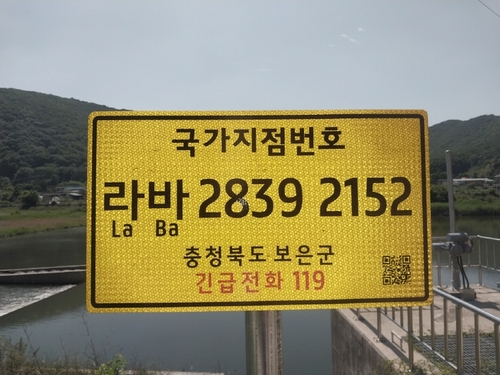 국가지점번호
라바 2839 2152
La Ba
충청북도 보은군
긴급전화 119